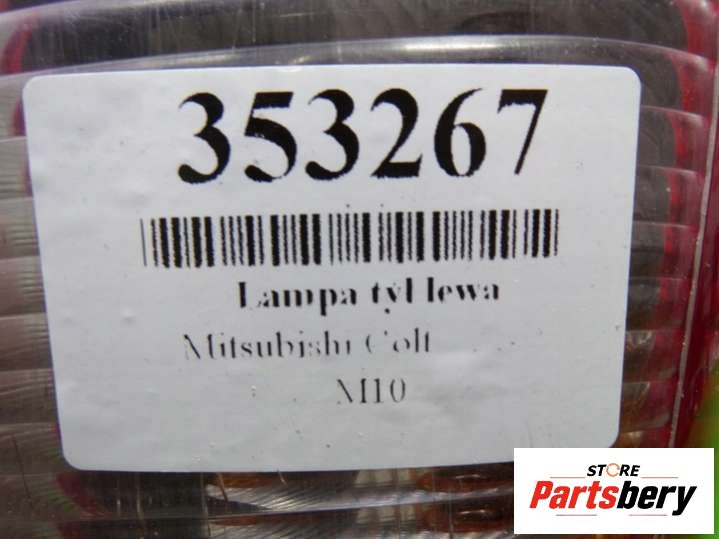 353267
Lampa tył lewa
Mitsubishi Colt
M10
STORE
Partsbery